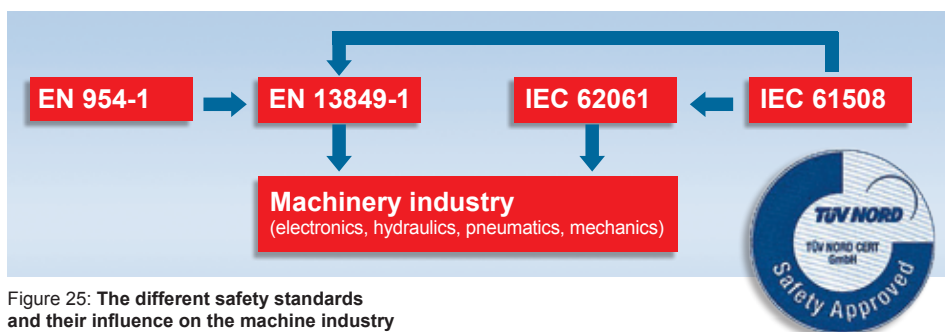 EN 954-1
EN 13849-1
IEC 62061
IEC 61508
Machinery industry
(electronics, hydraulics, pneumatics, mechanics)
TÜV NORD
TÜV NORD CERT
GmbH
Safety Approved
Figure 25: The different safety standards
and their influence on the machine industry